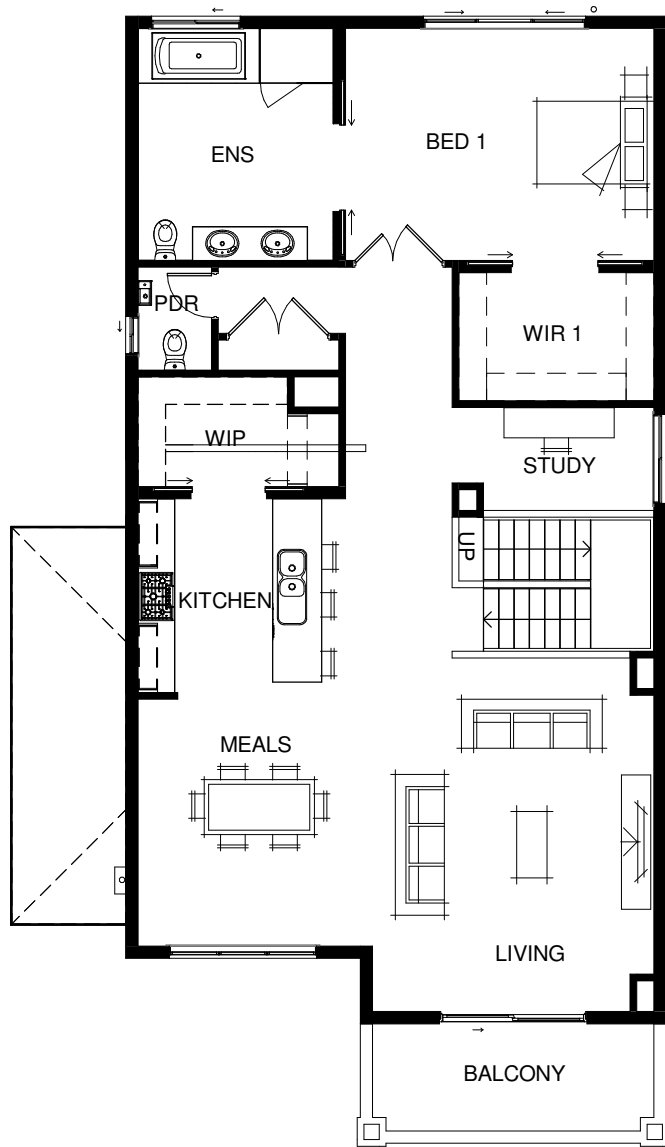 ENS
BED 1
PDR
WIR 1
WIP
STUDY
UP
KITCHEN
MEALS
LIVING
BALCONY